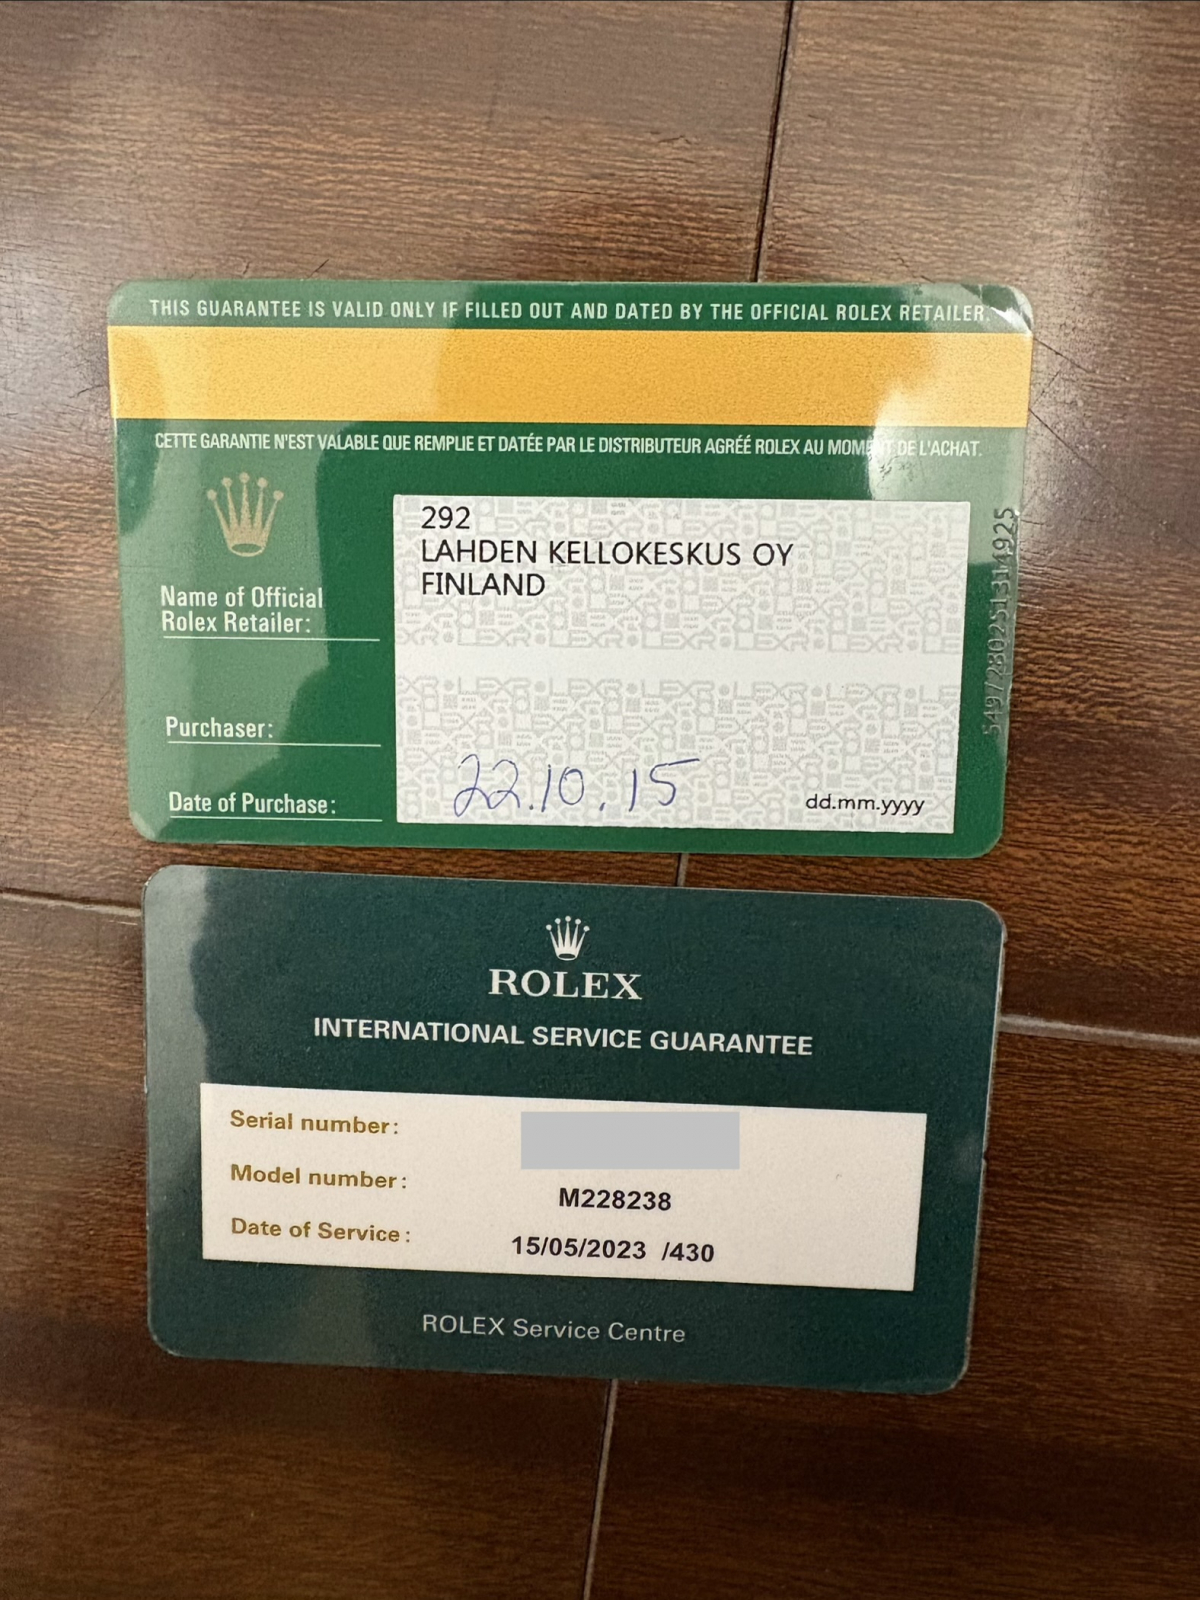 THIS GUARANTEE IS VALID ONLY IF FILLED OUT AND DATED BY THE OFFICIAL ROLEX RETAILER.
CETTE GARANTIE N'EST VALABLE QUE REMPLIE ET DATÉE PAR LE DISTRIBUTEUR AGRÉÉ ROLEX AU MOMENT DE L'ACHAT.
292
LAHDEN KELLOKESKUS OY
FINLAND
Name of Official
Rolex Retailer:
Purchaser:
Date of Purchase:
22.10.15
dd.mm.yyyy
ROLEX
INTERNATIONAL SERVICE GUARANTEE
Serial number:
Model number:
M228238
Date of Service:
15/05/2023 /430
ROLEX Service Centre